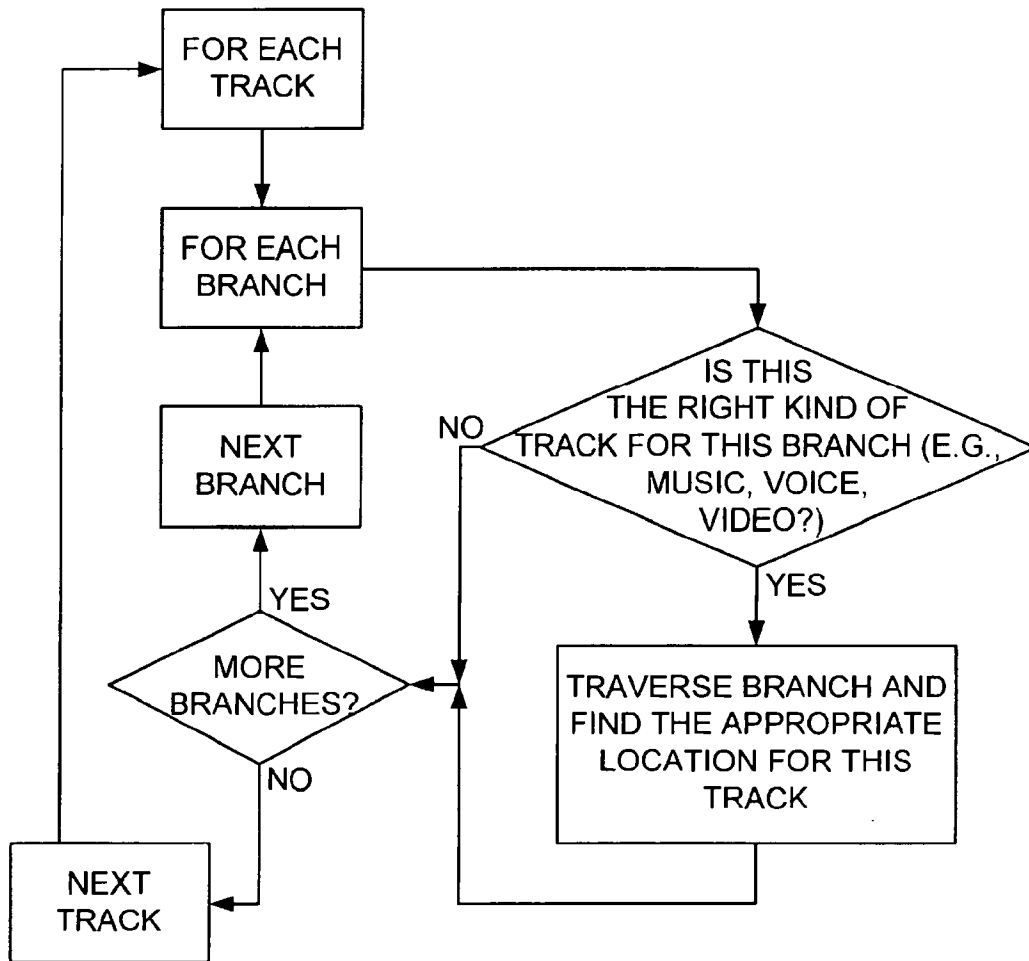 FOR EACH
TRACK
FOR EACH
BRANCH
IS THIS
THE RIGHT KIND OF
TRACK FOR THIS BRANCH (E.G.,
MUSIC, VOICE,
VIDEO?)
NO
YES
NEXT
BRANCH
YES
MORE
BRANCHES?
NO
TRAVERSE BRANCH AND
FIND THE APPROPRIATE
LOCATION FOR THIS
TRACK
NEXT
TRACK